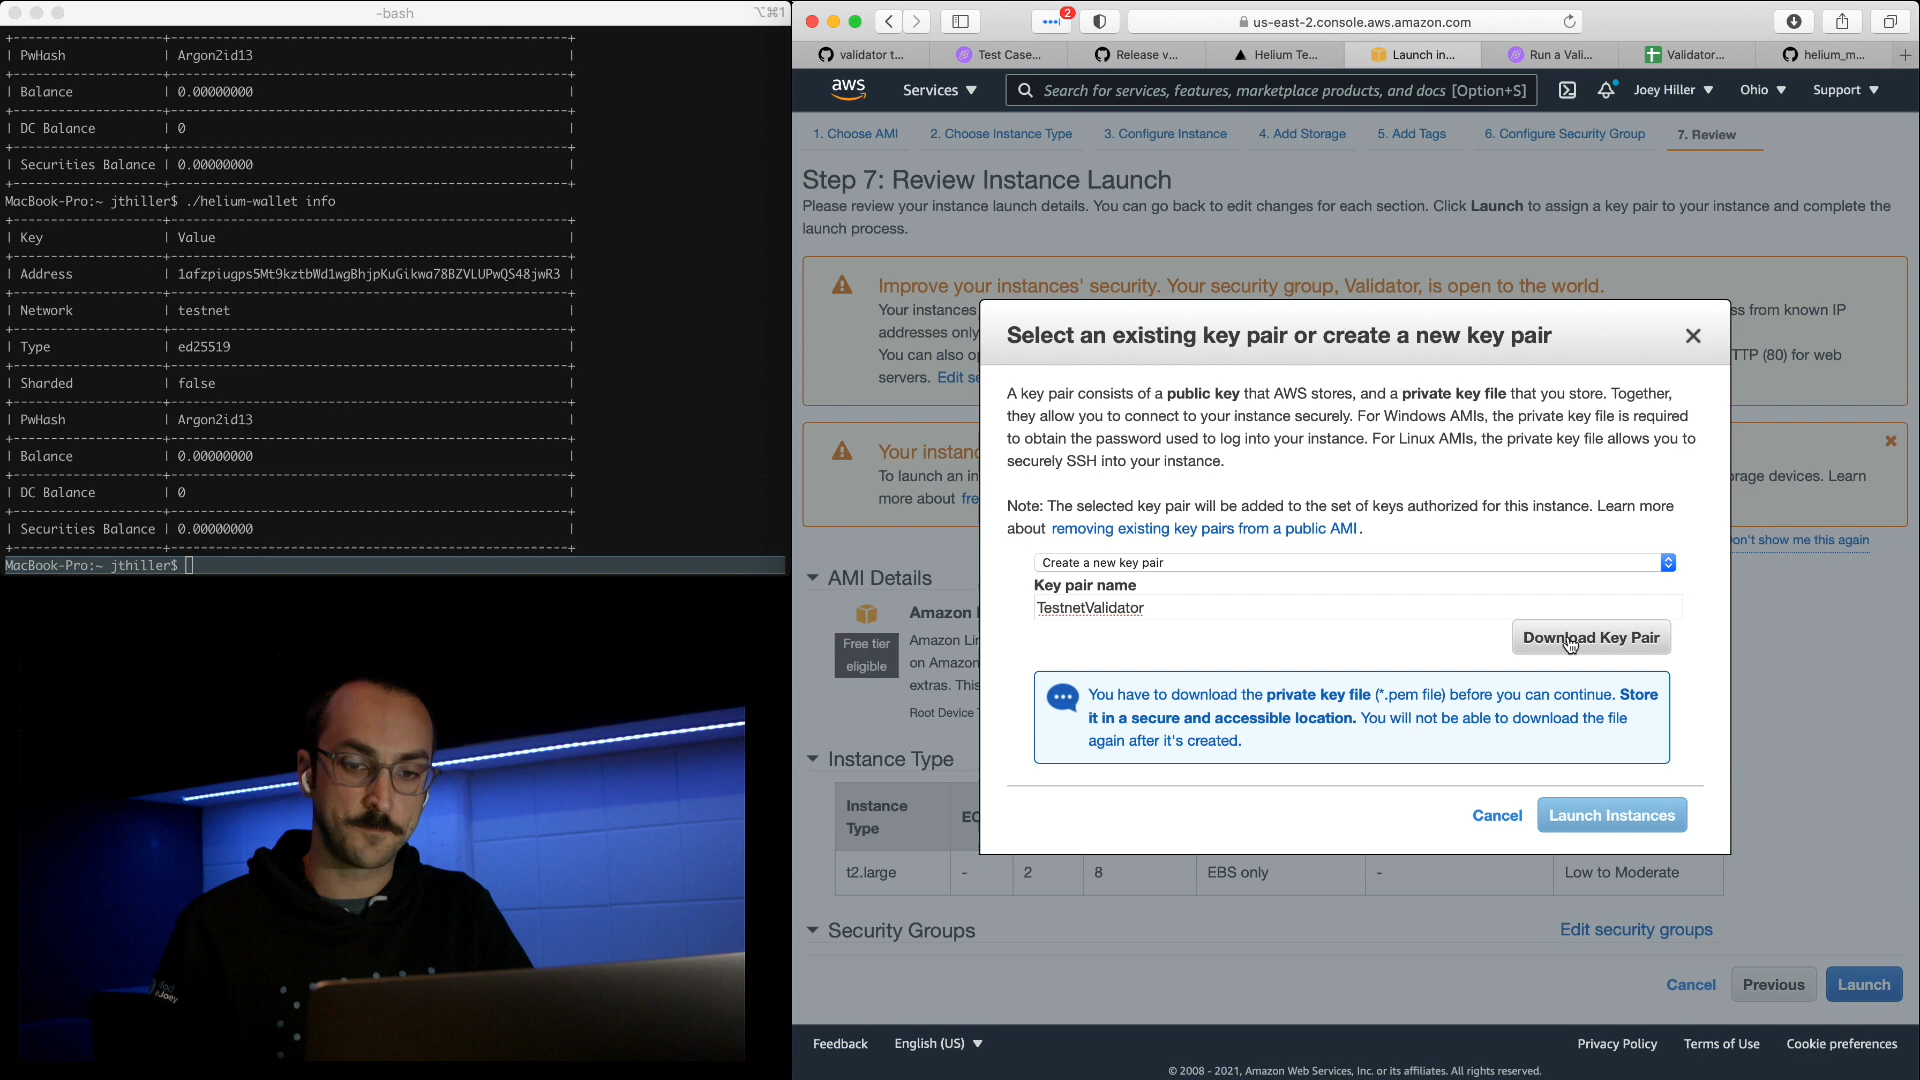 -bash
⌥⌘1
| PwHash | Argon2id13 |
| Balance | 0.00000000 |
| DC Balance | 0 |
| Securities Balance | 0.00000000 |
MacBook-Pro:~ jthiller$ ./helium-wallet info
| Key | Value |
| Address | 1afzpiugps5Mt9kztbWd1wgBhjpKuGikwa78BZVLUPwQS48jwR3 |
| Network | testnet |
| Type | ed25519 |
| Sharded | false |
| PwHash | Argon2id13 |
| Balance | 0.00000000 |
| DC Balance | 0 |
| Securities Balance | 0.00000000 |
MacBook-Pro:~ jthiller$
Joey
2
us-east-2.console.aws.amazon.com
validator t...
Test Case...
Release v...
Helium Te...
Launch in...
Run a Vali...
Validator...
helium_m...
aws
Services
Search for services, features, marketplace products, and docs [Option+S]
Joey Hiller
Ohio
Support
1. Choose AMI
2. Choose Instance Type
3. Configure Instance
4. Add Storage
5. Add Tags
6. Configure Security Group
7. Review
Step 7: Review Instance Launch
Please review your instance launch details. You can go back to edit changes for each section. Click Launch to assign a key pair to your instance and complete the
launch process.
Improve your instances' security. Your security group, Validator, is open to the world.
Your instances
ss from known IP
addresses only
You can also
TTP (80) for web
servers. Edit
Your
To launch an
rage devices. Learn
more about
on't show me this again
Select an existing key pair or create a new key pair
A key pair consists of a public key that AWS stores, and a private key file that you store. Together,
they allow you to connect to your instance securely. For Windows AMIs, the private key file is required
to obtain the password used to log into your instance. For Linux AMIs, the private key file allows you to
securely SSH into your instance.
Note: The selected key pair will be added to the set of keys authorized for this instance. Learn more
about removing existing key pairs from a public AMI.
Create a new key pair
Key pair name
TestnetValidator
Download Key Pair
You have to download the private key file (*.pem file) before you can continue. Store
it in a secure and accessible location. You will not be able to download the file
again after it's created.
Cancel
Launch Instances
AMI Details
Amazon
Free tier
eligible
Amazon
on Amazon
extras. This
Root Device
Instance Type
Instance
Type
EC
t2.large
-
2
8
EBS only
-
Low to Moderate
Security Groups
Edit security groups
Cancel
Previous
Launch
Feedback
English (US)
Privacy Policy
Terms of Use
Cookie preferences
© 2008 - 2021, Amazon Web Services, Inc. or its affiliates. All rights reserved.